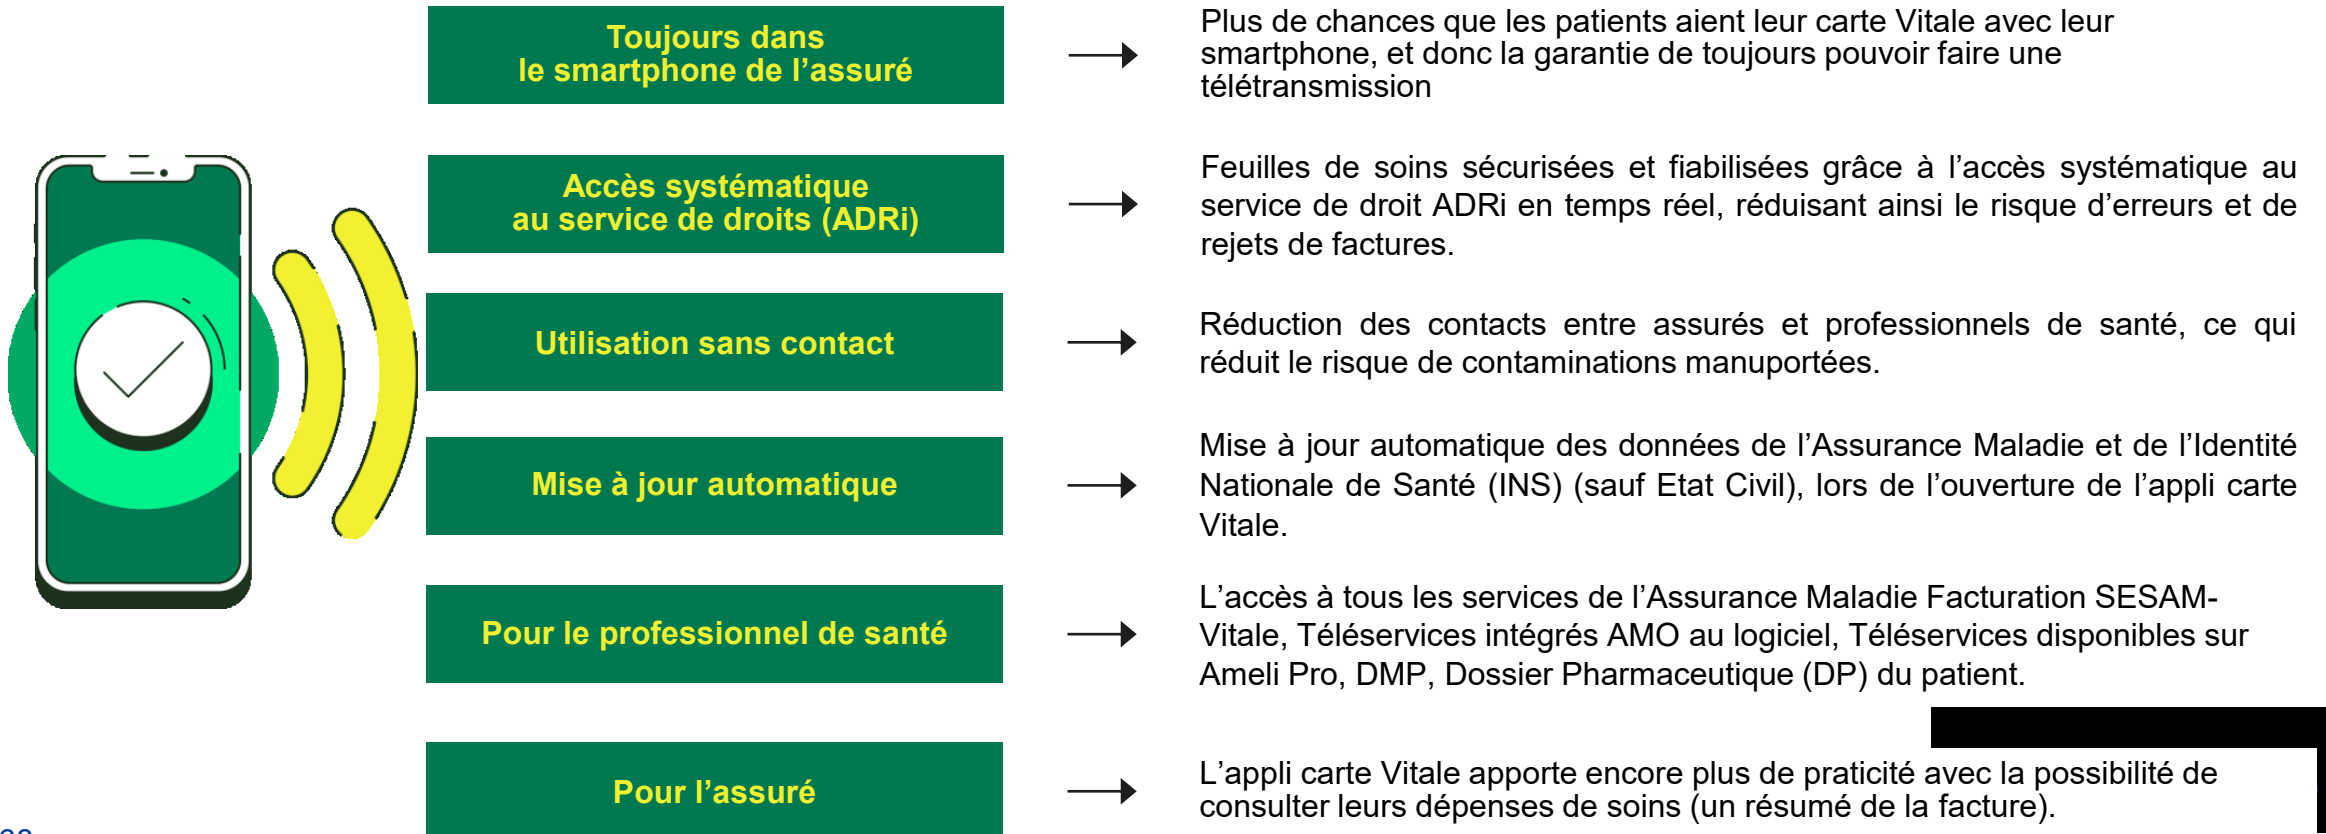 Toujours dans
le smartphone de l’assuré
Plus de chances que les patients aient leur carte Vitale avec leur
smartphone, et donc la garantie de toujours pouvoir faire une
télétransmission
Accès systématique
au service de droits (ADRi)
Feuilles de soins sécurisées et fiabilisées grâce à l’accès systématique au
service de droit ADRi en temps réel, réduisant ainsi le risque d’erreurs et de
rejets de factures.
Utilisation sans contact
Réduction des contacts entre assurés et professionnels de santé, ce qui
réduit le risque de contaminations manuportées.
Mise à jour automatique
Mise à jour automatique des données de l’Assurance Maladie et de l’Identité
Nationale de Santé (INS) (sauf Etat Civil), lors de l’ouverture de l’appli carte
Vitale.
Pour le professionnel de santé
L’accès à tous les services de l’Assurance Maladie Facturation SESAM-
Vitale, Téléservices intégrés AMO au logiciel, Téléservices disponibles sur
Ameli Pro, DMP, Dossier Pharmaceutique (DP) du patient.
Pour l’assuré
L’appli carte Vitale apporte encore plus de praticité avec la possibilité de
consulter leurs dépenses de soins (un résumé de la facture).